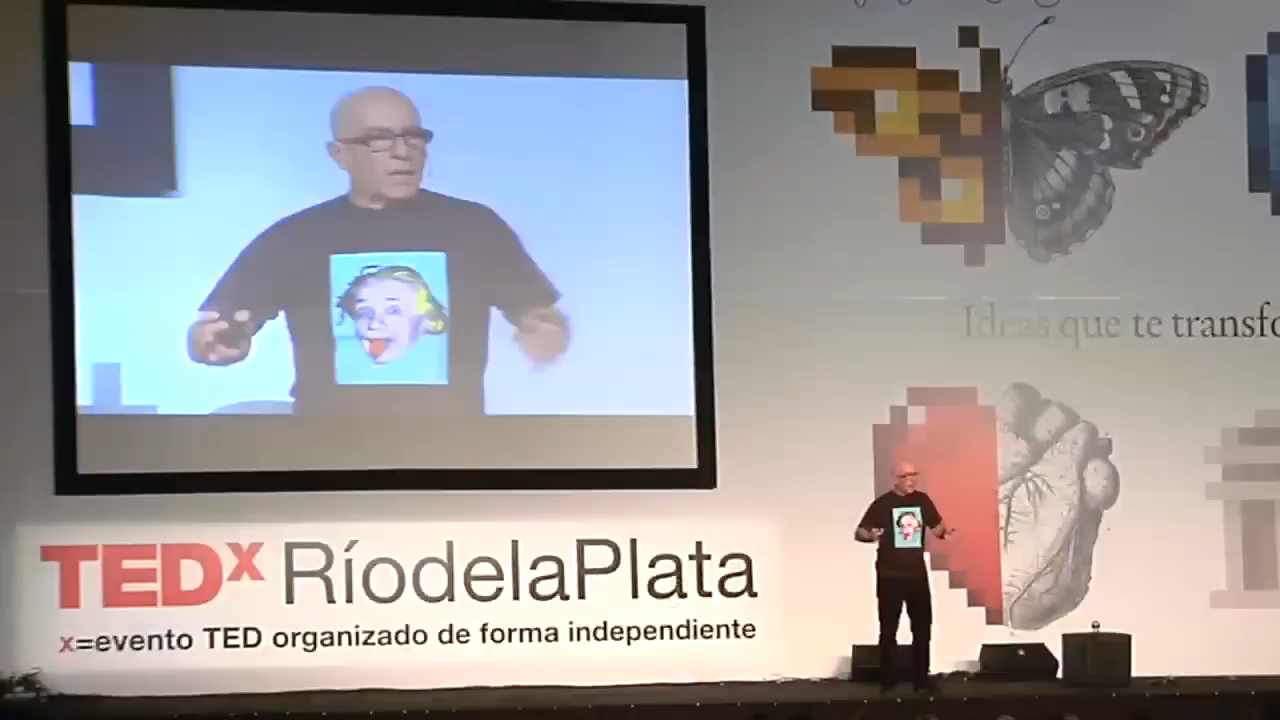 Ideas que te transfo
TEDx RíodelaPlata
x=evento TED organizado de forma independiente